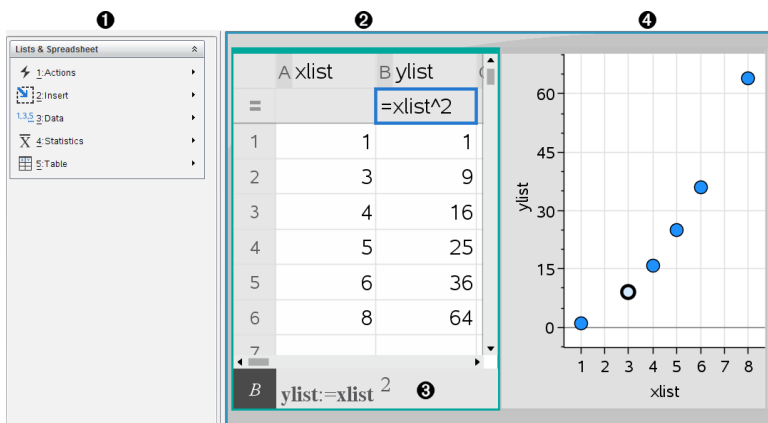 ❶ ❷ ❹
Lists & Spreadsheet
1:Actions
2:Insert
1,3,5 3:Data
X 4:Statistics
5:Table
A xlist B ylist
= =xlist^2
1 1 1
2 3 9
3 4 16
4 5 25
5 6 36
6 8 64
7
B ylist:=xlist 2 ❸
60
45
30
15
0
ylist
1 2 3 4 5 6 7 8
xlist